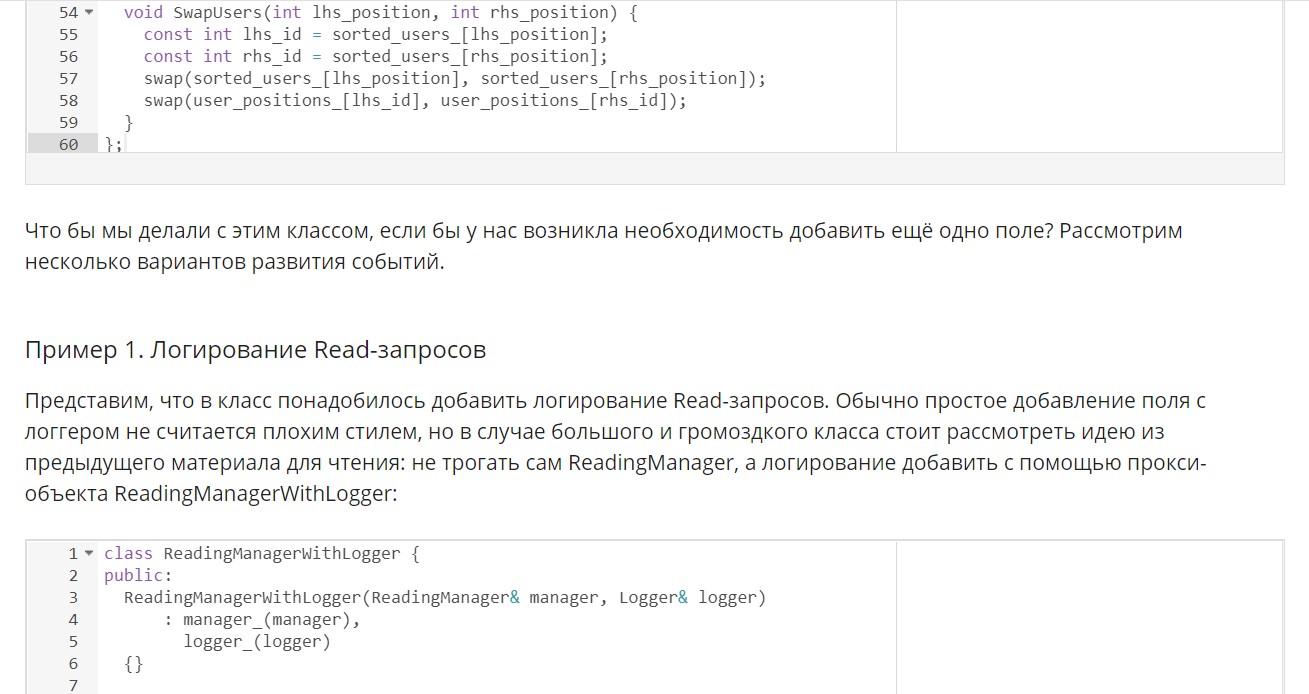 54 void SwapUsers(int lhs_position, int rhs_position) {
55 const int lhs_id = sorted_users_[lhs_position];
56 const int rhs_id = sorted_users_[rhs_position];
57 swap(sorted_users_[lhs_position], sorted_users_[rhs_position]);
58 swap(user_positions_[lhs_id], user_positions_[rhs_id]);
59 }
60 };
Что бы мы делали с этим классом, если бы у нас возникла необходимость добавить ещё одно поле? Рассмотрим
несколько вариантов развития событий.
Пример 1. Логирование Read-запросов
Представим, что в класс понадобилось добавить логирование Read-запросов. Обычно простое добавление поля с
логгером не считается плохим стилем, но в случае большого и громоздкого класса стоит рассмотреть идею из
предыдущего материала для чтения: не трогать сам ReadingManager, а логирование добавить с помощью прокси-
объекта ReadingManagerWithLogger:
1 class ReadingManagerWithLogger {
2 public:
3 ReadingManagerWithLogger(ReadingManager& manager, Logger& logger)
4 : manager_(manager),
5 logger_(logger)
6 {}
7